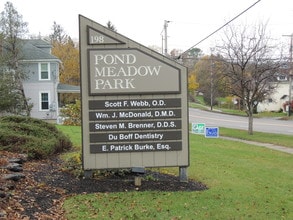 198
POND
MEADOW
PARK
Scott F. Webb, O.D.
Wm. J. McDonald, D.M.D.
Steven M. Brenner, D.D.S.
Du Boff Dentistry
E. Patrick Burke, Esq.